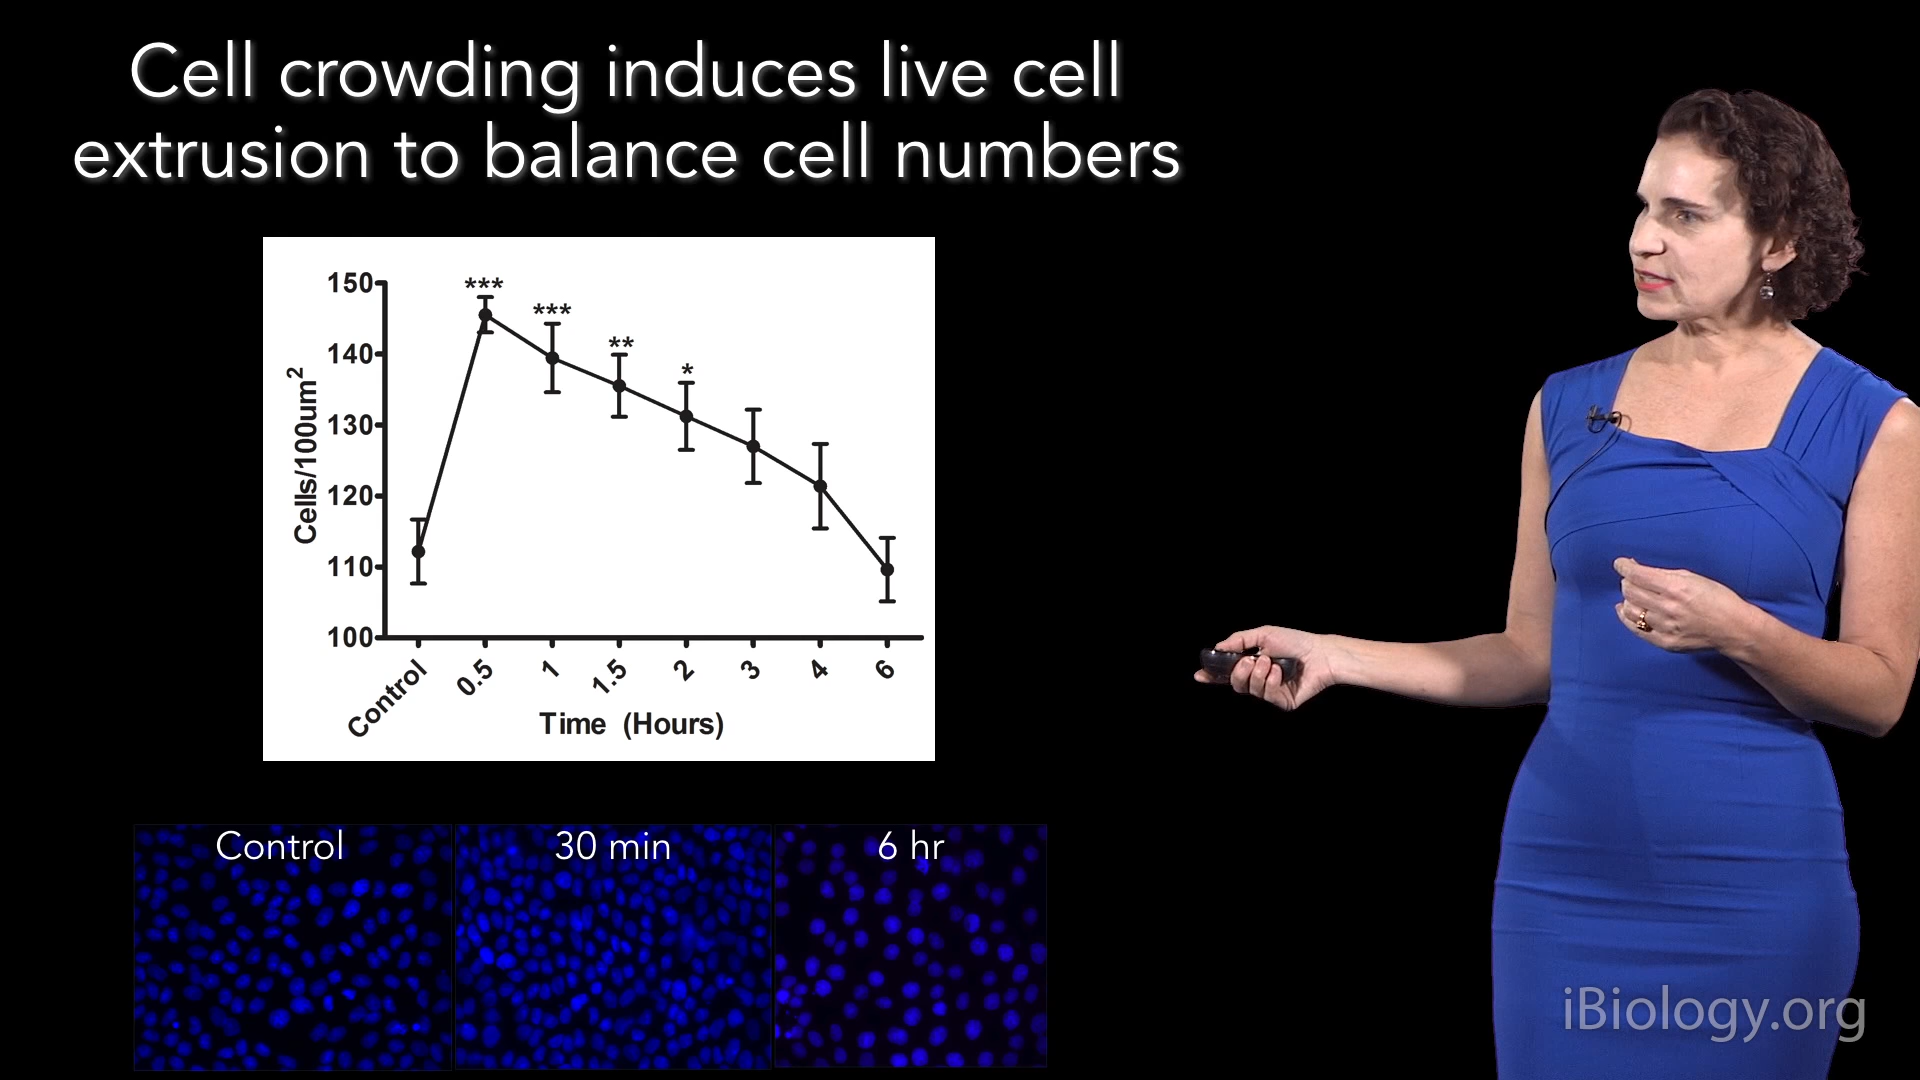 Cell crowding induces live cell
extrusion to balance cell numbers
150
140
130
120
110
100
Cells/100um²
***
***
**
*
Control
0.5
1
1.5
2
3
4
6
Time (Hours)
Control
30 min
6 hr
iBiology.org